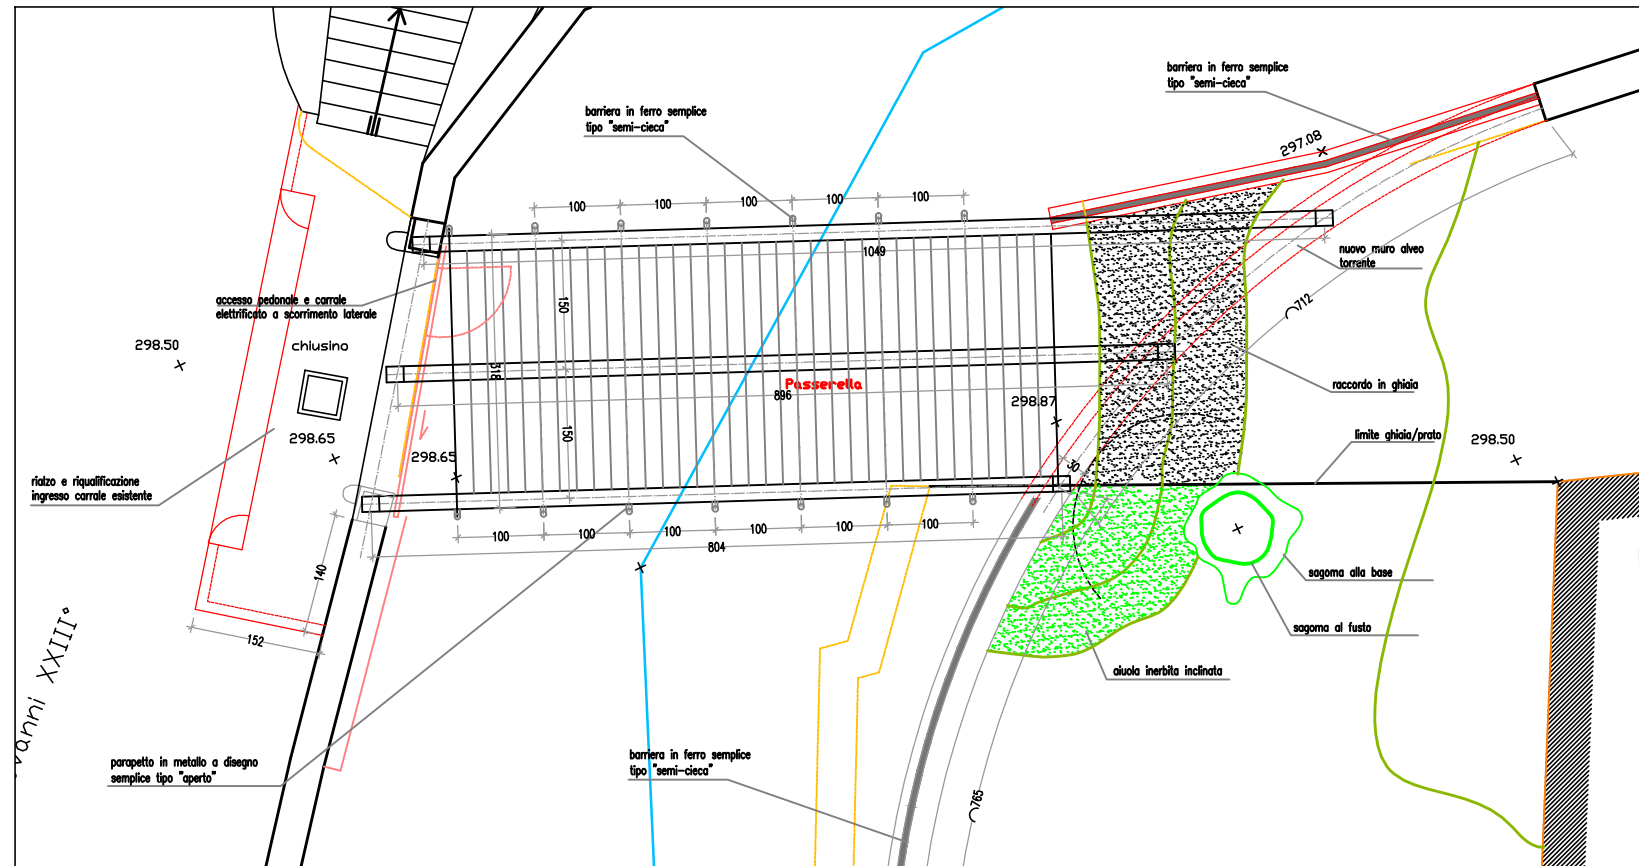 barriera in ferro semplice
tipo "semi-cieca"
barriera in ferro semplice
tipo "semi-cieca"
297.08
100
100
100
100
100
1049
nuovo muro alveo
torrente
accesso pedonale e carrale
elettrificato a scorrimento laterale
150
712
298.50
chiusino
318
Passerella
896
raccordo in ghiaia
298.87
298.65
150
limite ghiaia/prato
298.50
298.65
30
rialzo e riqualificazione
ingresso carrale esistente
100
100
100
100
100
100
804
140
sagoma alla base
152
sagoma al fusto
aiuola inerbita inclinata
vanni XXIII°
parapetto in metallo a disegno
semplice tipo "aperto"
barriera in ferro semplice
tipo "semi-cieca"
765